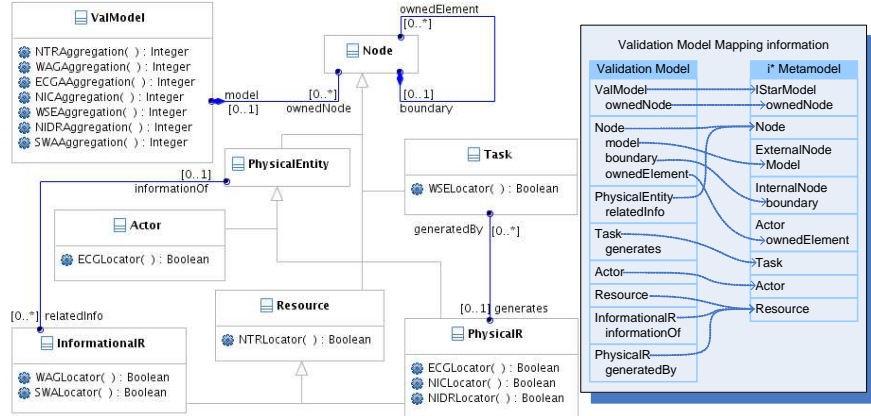 ValModel
NTRAggregation( ) : Integer
WAGAggregation( ) : Integer
ECGAAggregation( ) : Integer
NICAggregation( ) : Integer
WSEAggregation( ) : Integer
NIDRAggregation( ) : Integer
SWAAggregation( ) : Integer
model
[0..1]
[0..*]
ownedNode
ownedElement
[0..*]
Node
[0..1]
boundary
PhysicalEntity
[0..1]
informationOf
Task
WSELocator( ) : Boolean
generatedBy
[0..*]
Actor
ECGLocator( ) : Boolean
Resource
NTRLocator( ) : Boolean
[0..1]
generates
[0..*]
relatedInfo
InformationalR
WAGLocator( ) : Boolean
SWALocator( ) : Boolean
PhysicalR
ECGLocator( ) : Boolean
NICLocator( ) : Boolean
NIDRLocator( ) : Boolean
Validation Model Mapping information
Validation Model
ValModel
ownedNode
Node
model
boundary
ownedElement
PhysicalEntity
relatedInfo
Task
generates
Actor
Resource
InformationalR
informationOf
PhysicalR
generatedBy
i* Metamodel
IStarModel
ownedNode
Node
ExternalNode
Model
InternalNode
boundary
Actor
ownedElement
Task
Actor
Resource